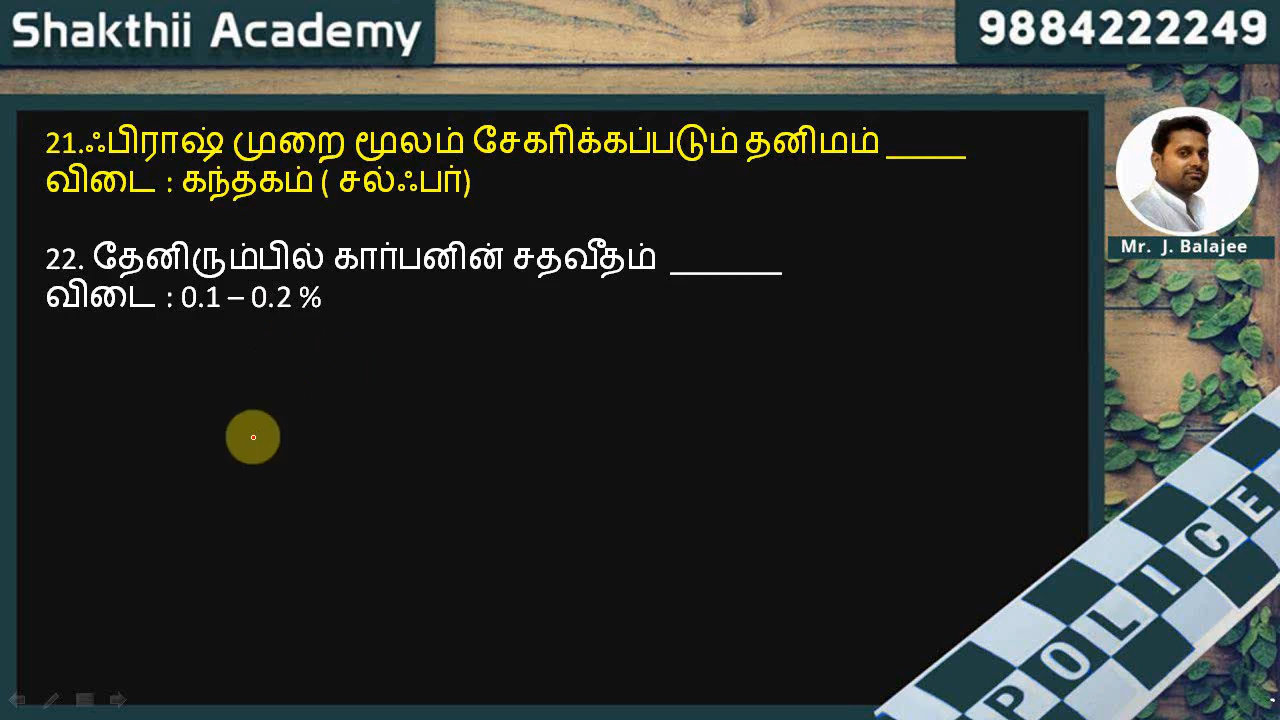 Shakthii Academy
9884222249
21.ஃபிராஷ் முறை மூலம் சேகரிக்கப்படும் தனிமம் _____
விடை : கந்தகம் ( சல்ஃபர்)
Mr. J. Balajee
22. தேனிரும்பில் கார்பனின் சதவீதம் _______
விடை : 0.1 – 0.2 %
POLICE